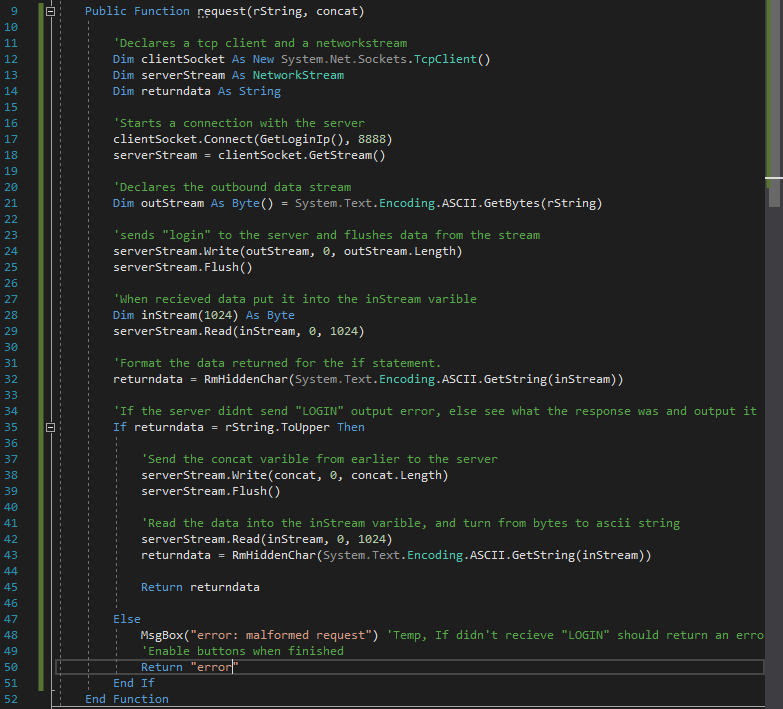 9 Public Function request(rString, concat)
10
11 'Declares a tcp client and a networkstream
12 Dim clientSocket As New System.Net.Sockets.TcpClient()
13 Dim serverStream As NetworkStream
14 Dim returndata As String
15
16 'Starts a connection with the server
17 clientSocket.Connect(GetLoginIp(), 8888)
18 serverStream = clientSocket.GetStream()
19
20 'Declares the outbound data stream
21 Dim outStream As Byte() = System.Text.Encoding.ASCII.GetBytes(rString)
22
23 'sends "login" to the server and flushes data from the stream
24 serverStream.Write(outStream, 0, outStream.Length)
25 serverStream.Flush()
26
27 'When recieved data put it into the inStream varible
28 Dim inStream(1024) As Byte
29 serverStream.Read(inStream, 0, 1024)
30
31 'Format the data returned for the if statement.
32 returndata = RmHiddenChar(System.Text.Encoding.ASCII.GetString(inStream))
33
34 'If the server didnt send "LOGIN" output error, else see what the response was and output it
35 If returndata = rString.ToUpper Then
36
37 'Send the concat varible from earlier to the server
38 serverStream.Write(concat, 0, concat.Length)
39 serverStream.Flush()
40
41 'Read the data into the inStream varible, and turn from bytes to ascii string
42 serverStream.Read(inStream, 0, 1024)
43 returndata = RmHiddenChar(System.Text.Encoding.ASCII.GetString(inStream))
44
45 Return returndata
46
47 Else
48 MsgBox("error: malformed request") 'Temp, If didn't recieve "LOGIN" should return an erro
49 'Enable buttons when finished
50 Return "error"
51 End If
52 End Function